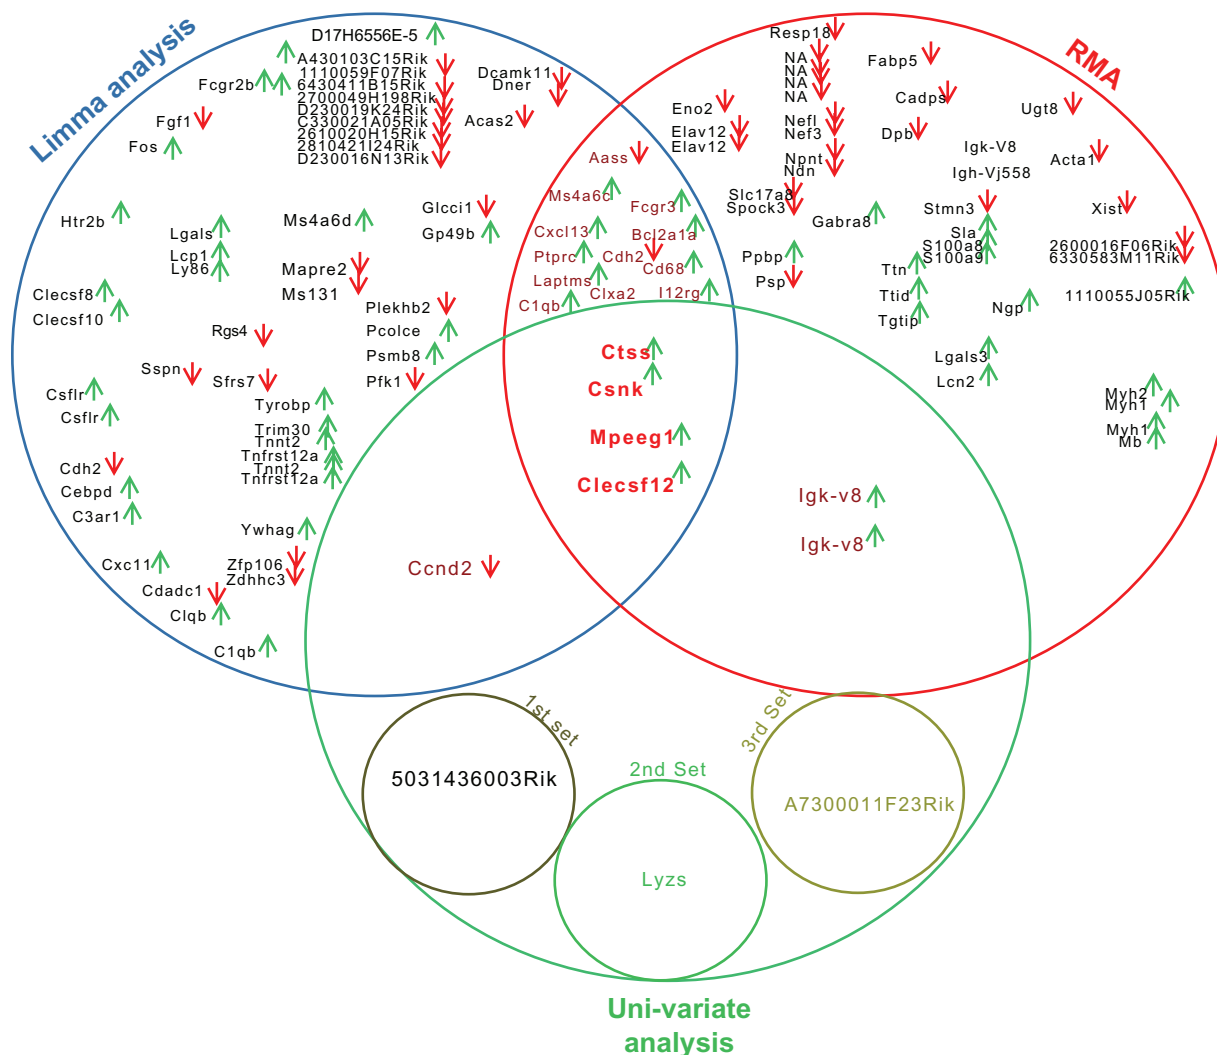 Limma analysis
D17H6556E-5
A430103C15Rik
1110059F07Rik
Fcgr2b
6430411B15Rik
2700049H198Rik
D230019K24Rik
C330021A05Rik
2610020H15Rik
2810421I24Rik
D230016N13Rik
Dcamk11
Dner
Acas2
Fgf1
Fos
Htr2b
Lgals
Lcp1
Ly86
Ms4a6d
Glcci1
Gp49b
Mapre2
Ms131
Clecsf8
Clecsf10
Plekhb2
Pcolce
Psmb8
Pfk1
Rgs4
Sspn
Sfrs7
Csflr
Csflr
Tyrobp
Trim30
Tnnt2
Tnfrst12a
Tnnt2
Tnfrst12a
Cdh2
Cebpd
C3ar1
Ywhag
Cxc11
Zfp106
Zdhhc3
Cdadc1
Clqb
C1qb
Aass
Ms4a6c
Fcgr3
Cxcl13
Bcl2a1a
Ptprc
Cdh2
Cd68
Laptms
Clxa2
I12rg
C1qb
RMA
Resp18
NA
NA
NA
NA
Fabp5
Cadps
Ugt8
Eno2
Elav12
Elav12
Nefl
Nef3
Dpb
Npnt
Ndn
Igk-V8
Igh-Vj558
Acta1
Slc17a8
Spock3
Gabra8
Stmn3
Xist
Sla
S100a8
S100a9
2600016F06Rik
6330583M11Rik
Ppbp
Psp
Ttn
Ttid
Tgtip
Ngp
1110055J05Rik
Lgals3
Lcn2
Myh2
Myh1
Myh1
Mb
Ctss
Csnk
Mpeeg1
Clecsf12
Igk-v8
Igk-v8
Ccnd2
1st set
5031436003Rik
2nd Set
Lyzs
3rd Set
A7300011F23Rik
Uni-variate
analysis